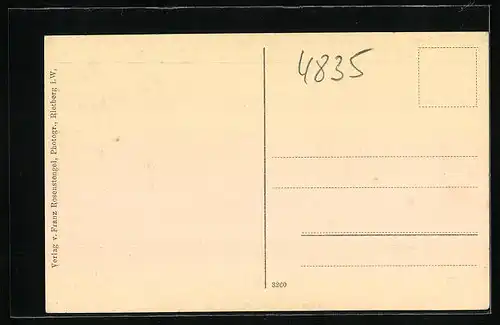 Verlag v. Franz Rosenstengel, Photogr., Rietberg i.W.
4835
3209